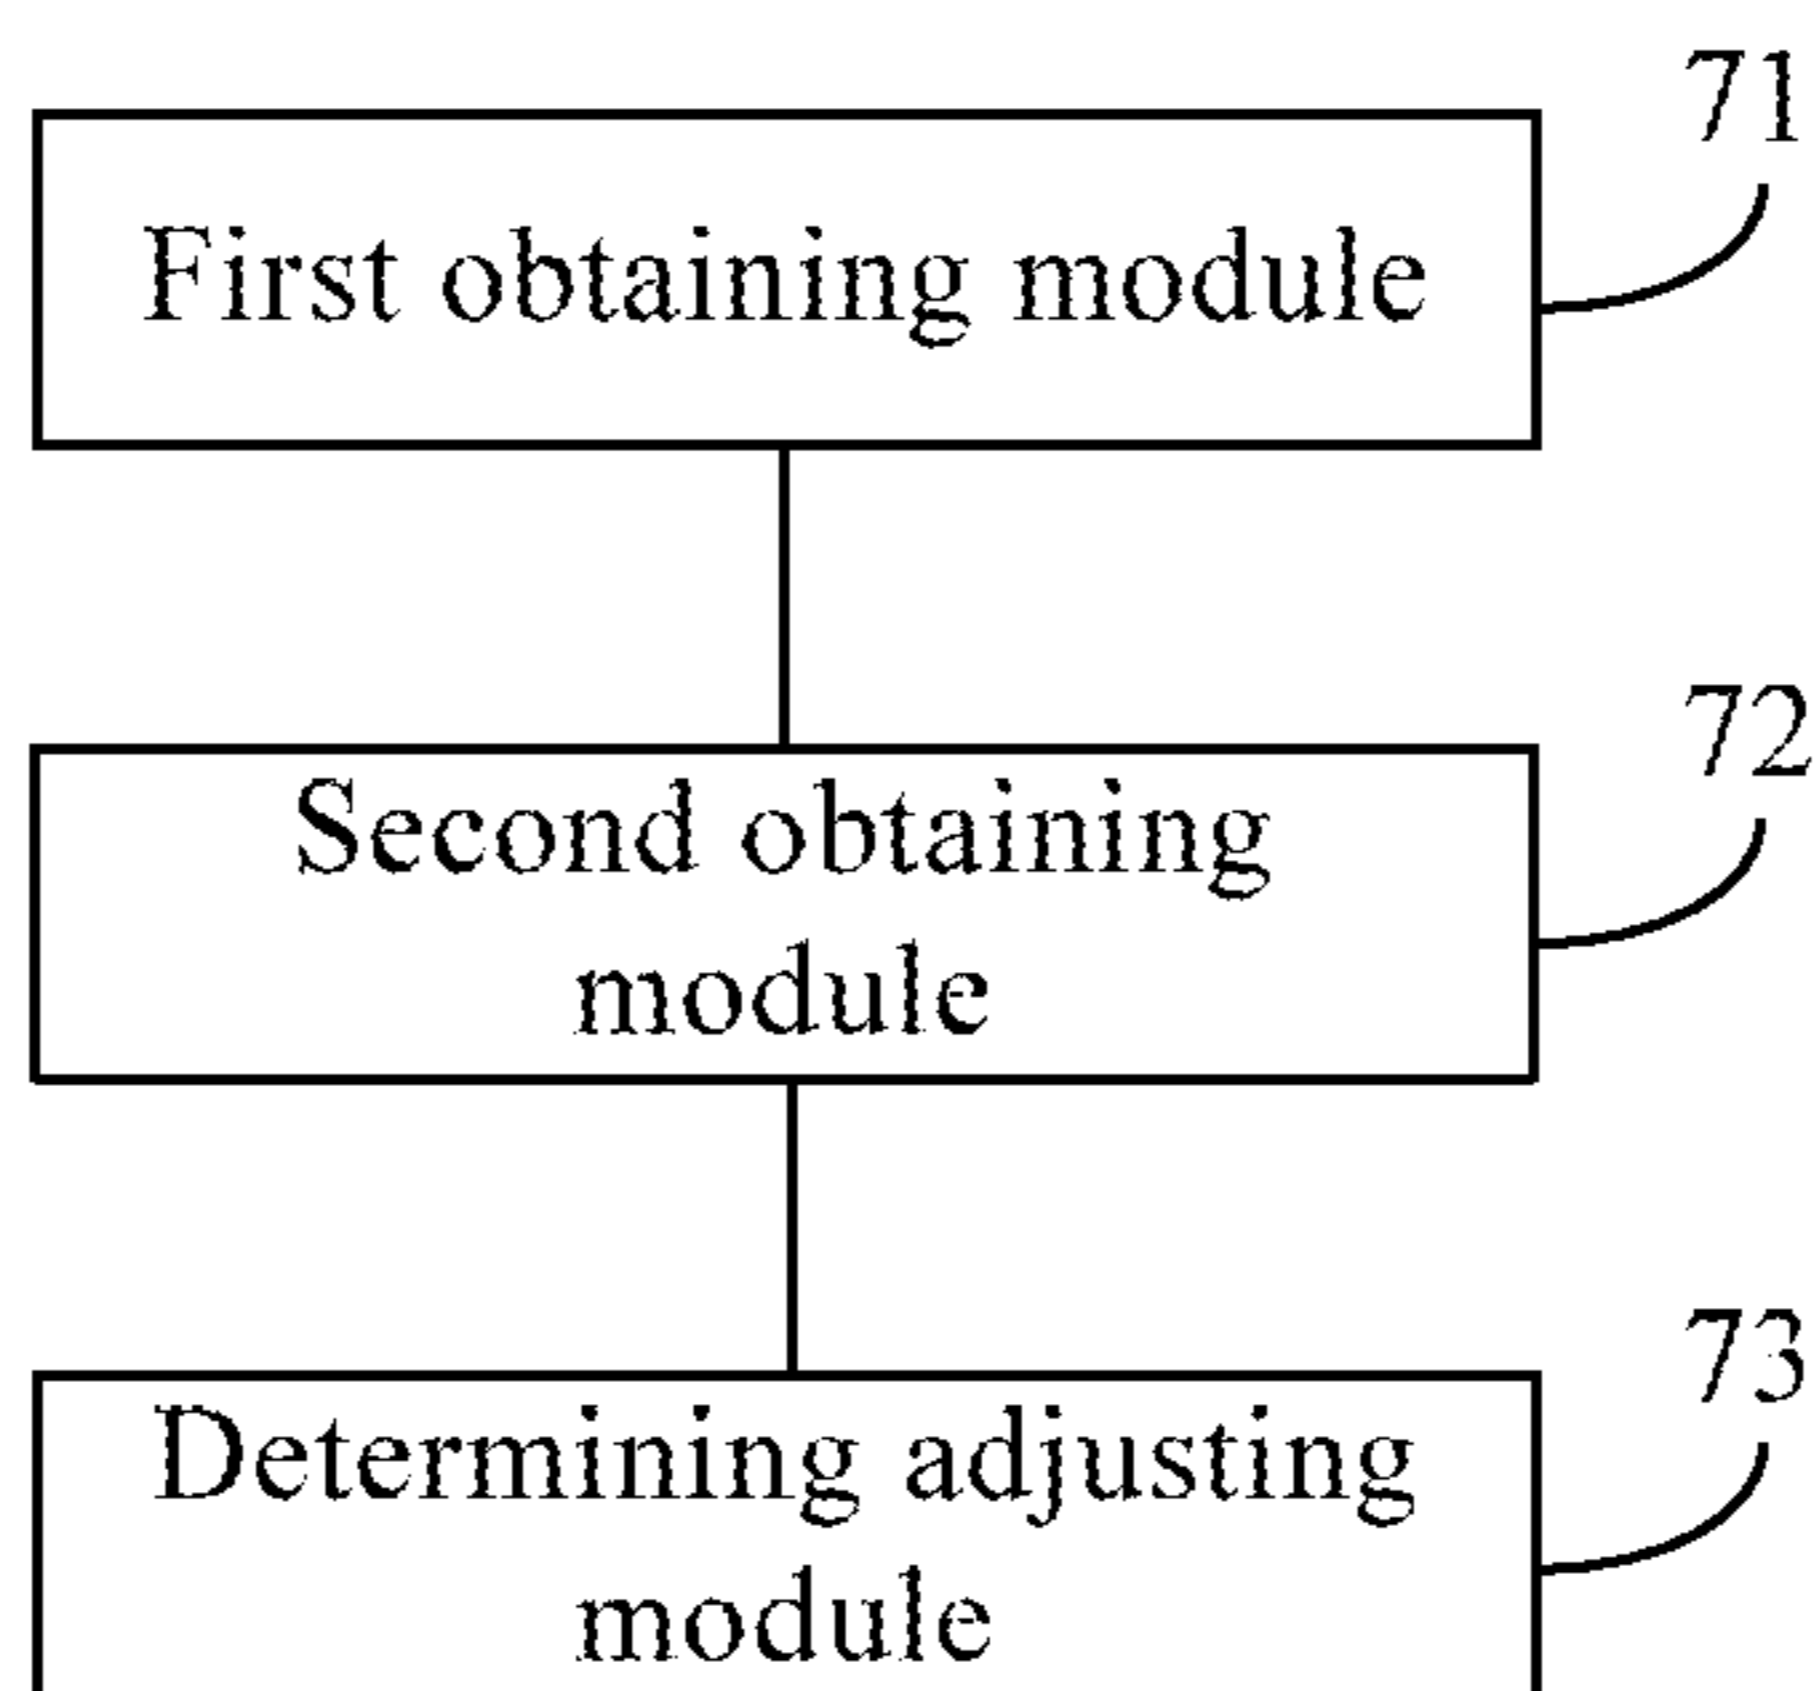 71
First obtaining module
72
Second obtaining
module
73
Determining adjusting
module